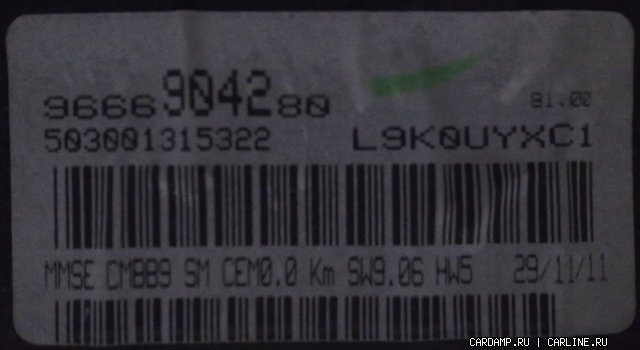 9666904280 81.00
503001315322 L9K0UYXC1
MMSE CMBB9 SM CEM0.0 Km SW9.06 HW5 29/11/11
CARDAMP.RU | CARLINE.RU